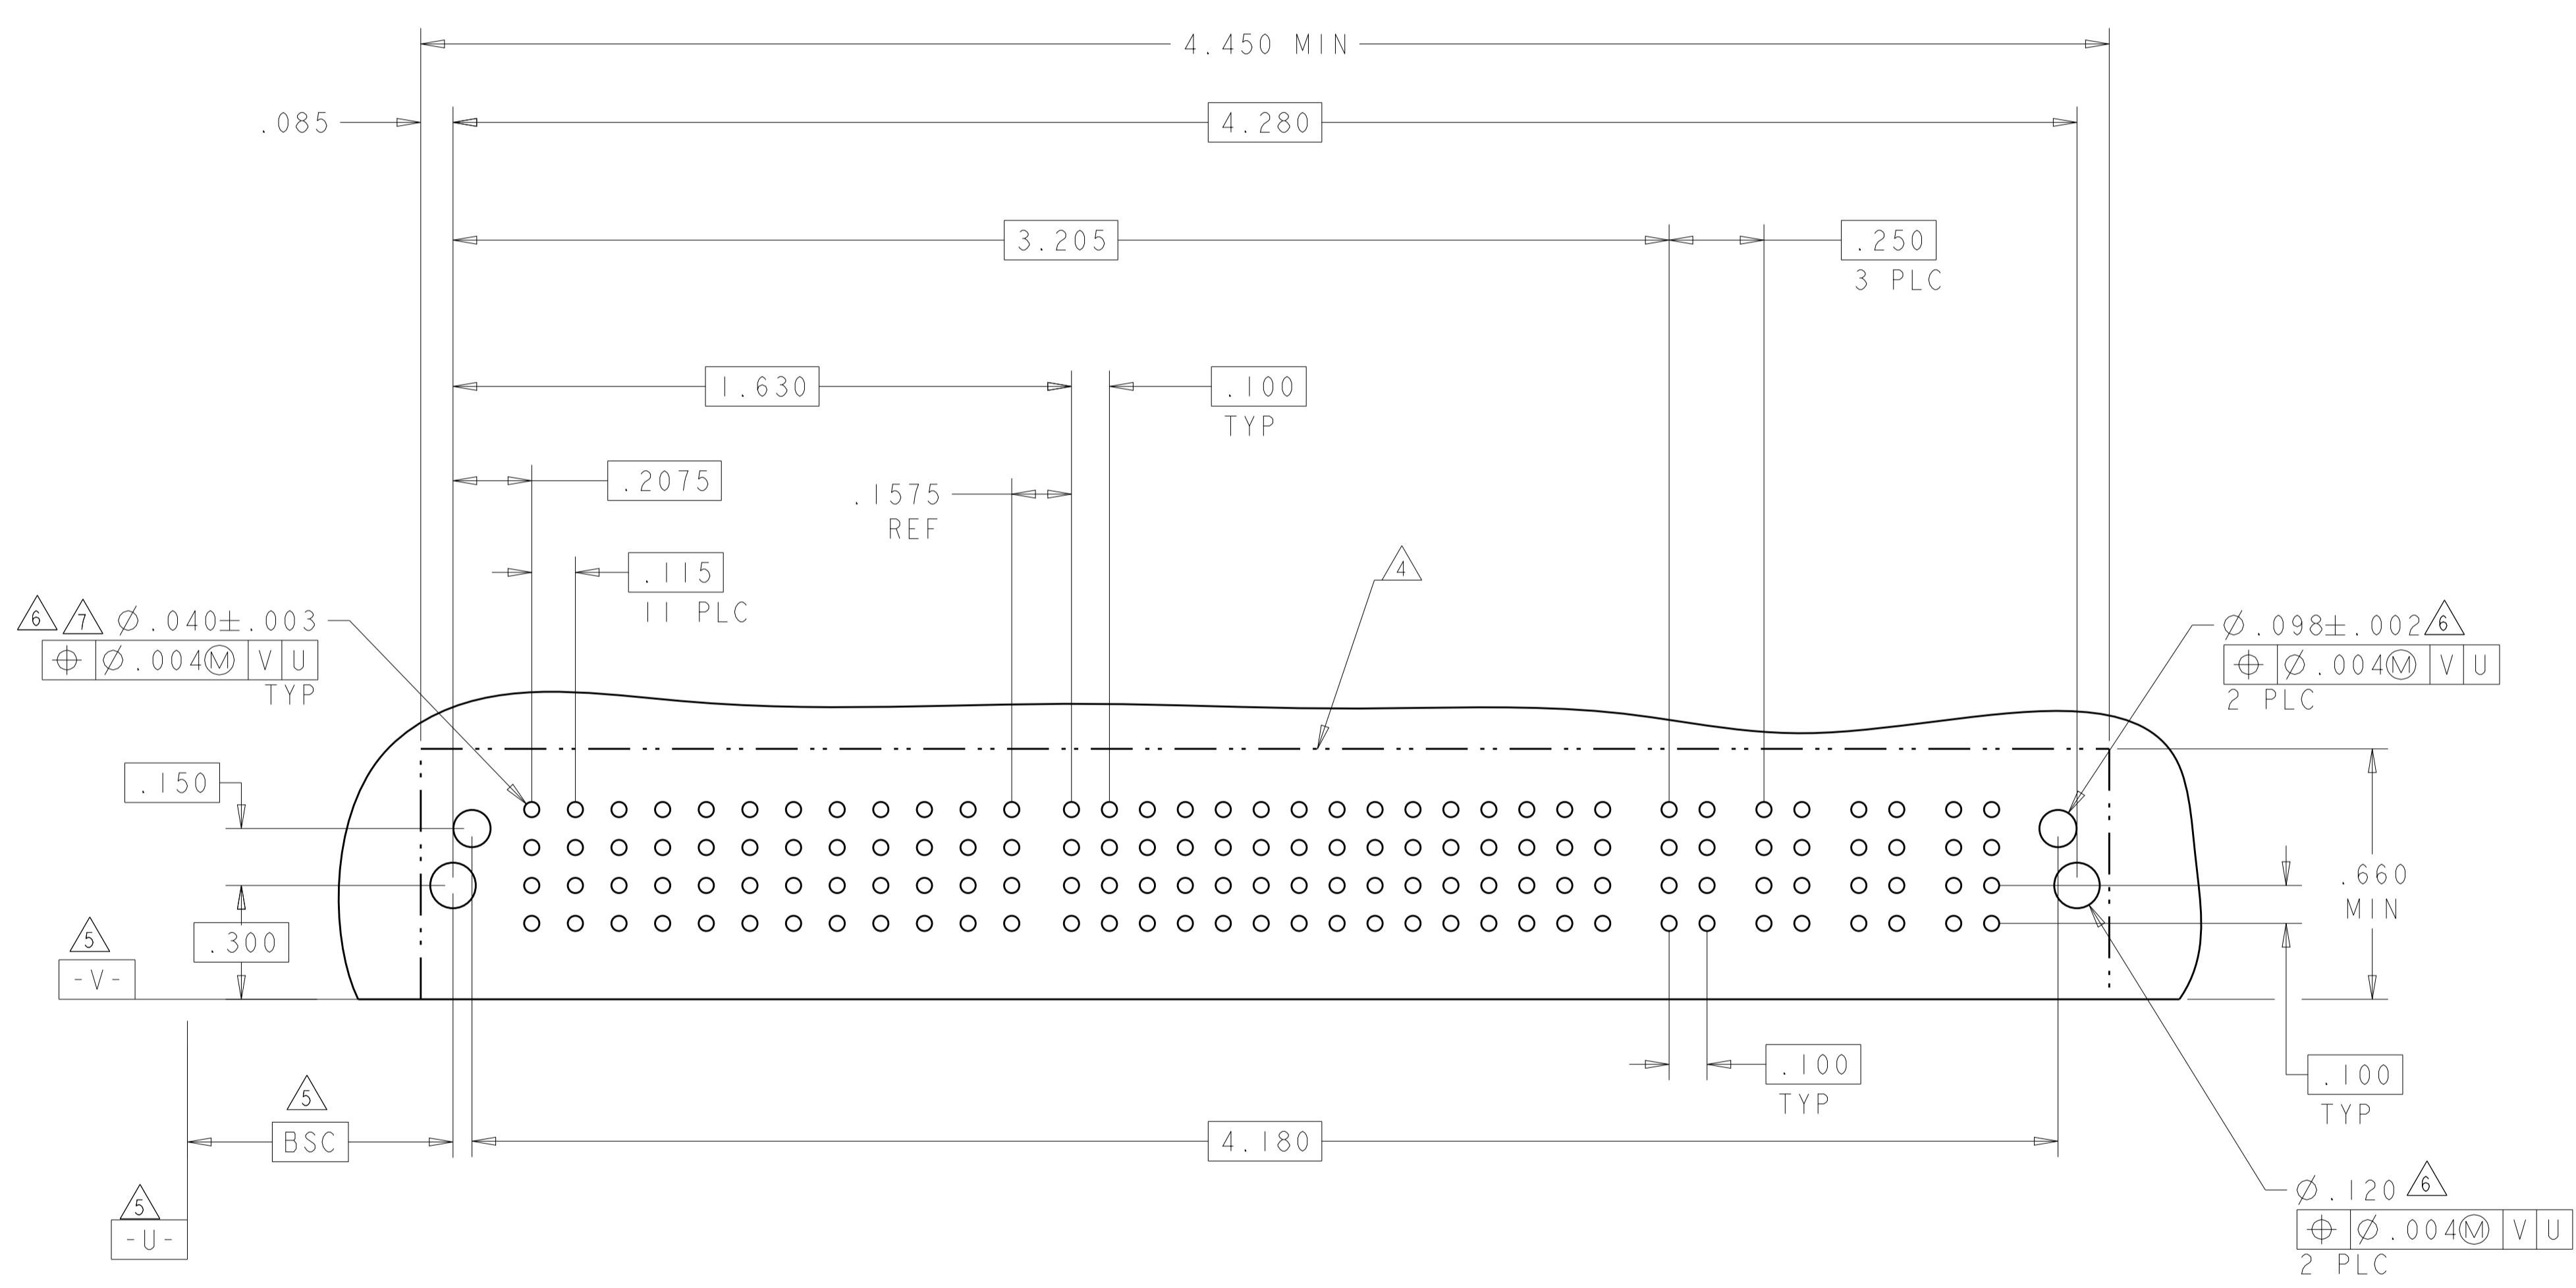 4.450 MIN
.085
4.280
3.205
.250
3 PLC
1.630
.100
TYP
.2075
.1575
REF
.115
11 PLC
4
6 7 Ø.040±.003
⌖ Ø.004Ⓜ V U
TYP
Ø.098±.002 6
⌖ Ø.004Ⓜ V U
2 PLC
.150
.660
MIN
5
-V-
.300
.100
TYP
.100
TYP
5
BSC
4.180
5
-U-
Ø.120 6
⌖ Ø.004Ⓜ V U
2 PLC